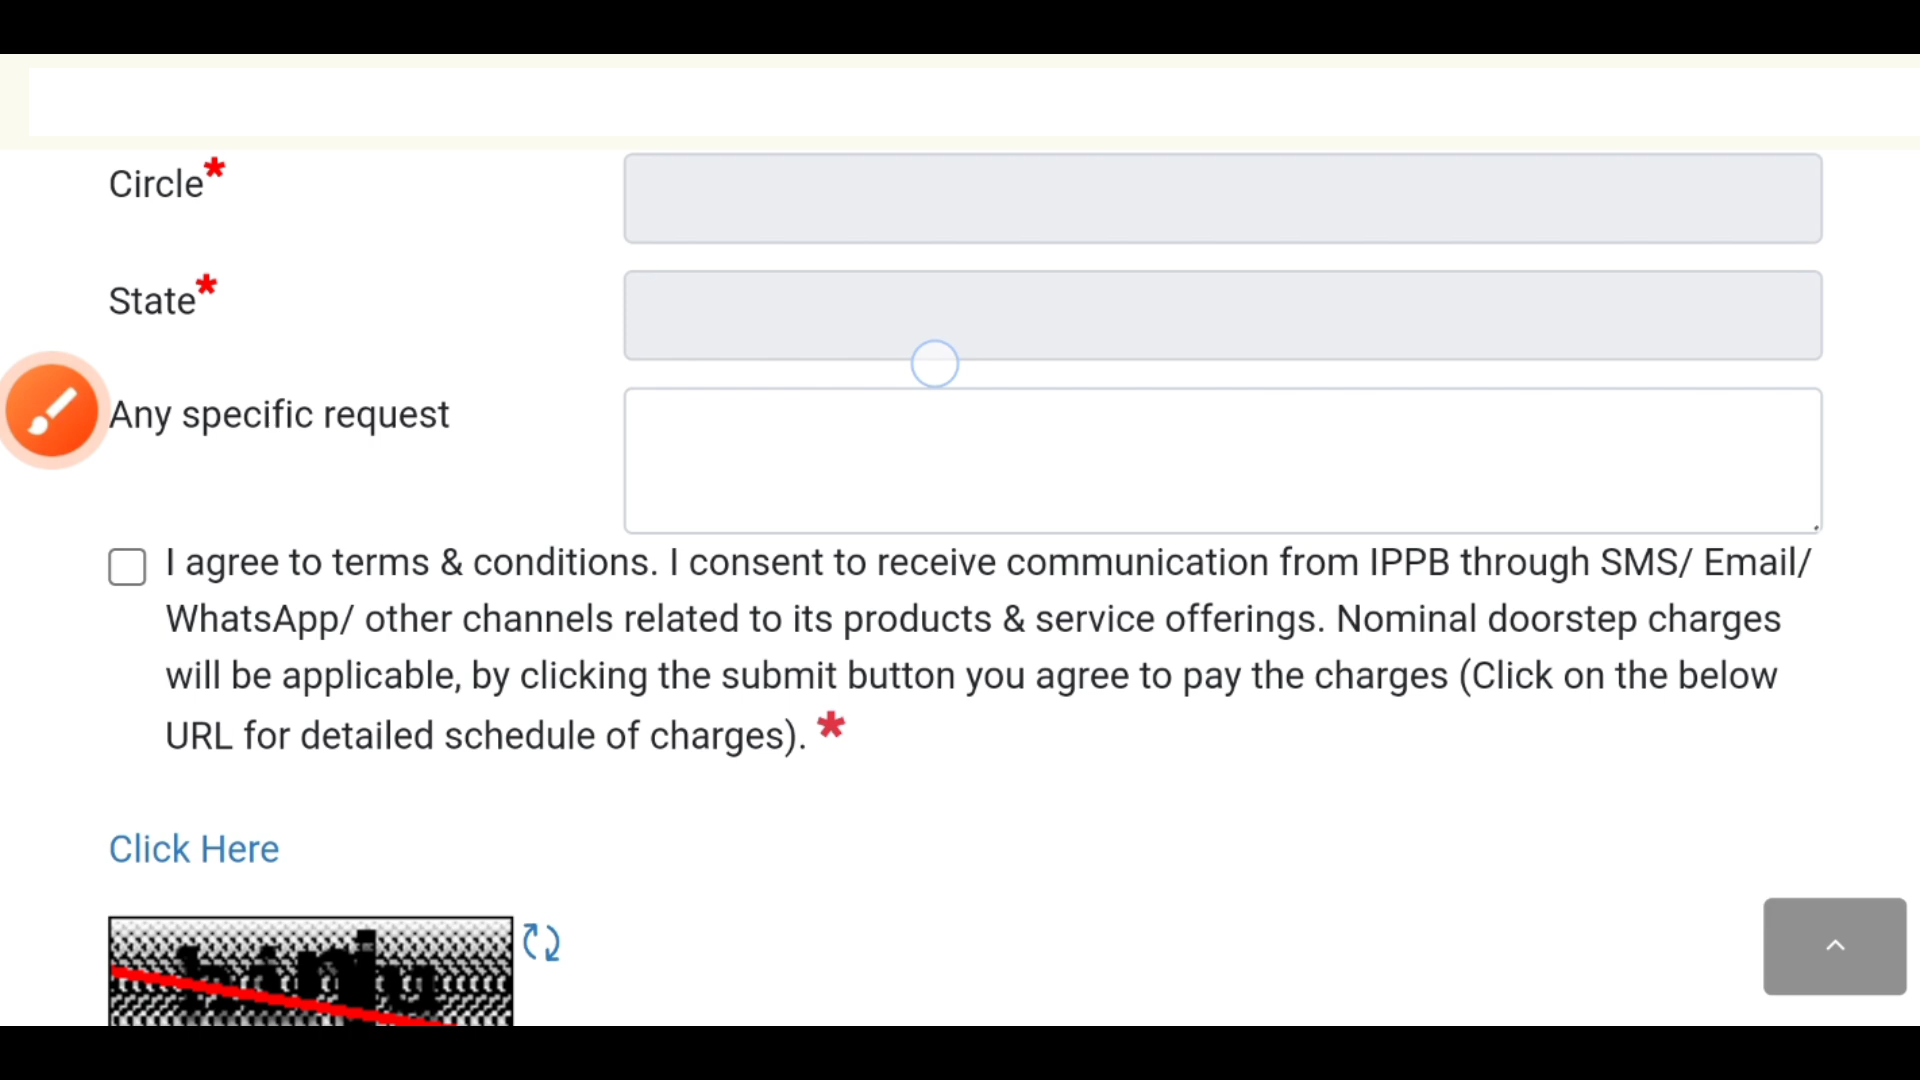 Circle*
State*
Any specific request
I agree to terms & conditions. I consent to receive communication from IPPB through SMS/ Email/
WhatsApp/ other channels related to its products & service offerings. Nominal doorstep charges
will be applicable, by clicking the submit button you agree to pay the charges (Click on the below
URL for detailed schedule of charges). *
Click Here